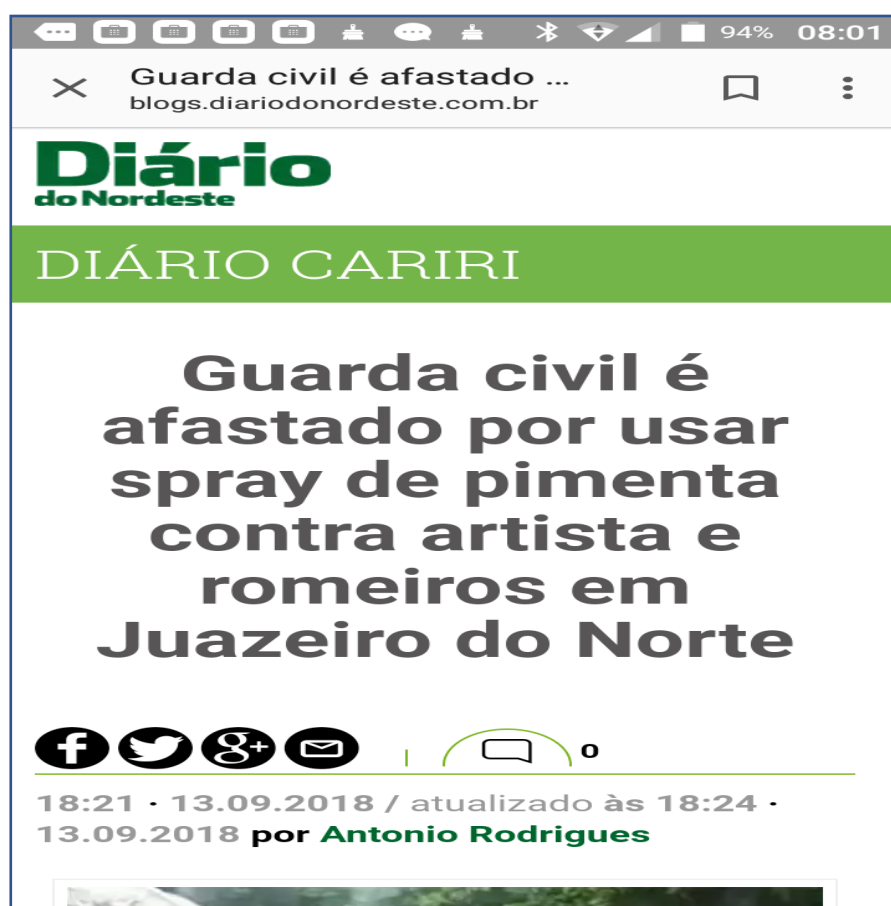 94% 08:01
Guarda civil é afastado ...
blogs.diariodonordeste.com.br
Diário
do Nordeste
DIÁRIO CARIRI
Guarda civil é
afastado por usar
spray de pimenta
contra artista e
romeiros em
Juazeiro do Norte
0
18:21 · 13.09.2018 / atualizado às 18:24 ·
13.09.2018 por Antonio Rodrigues